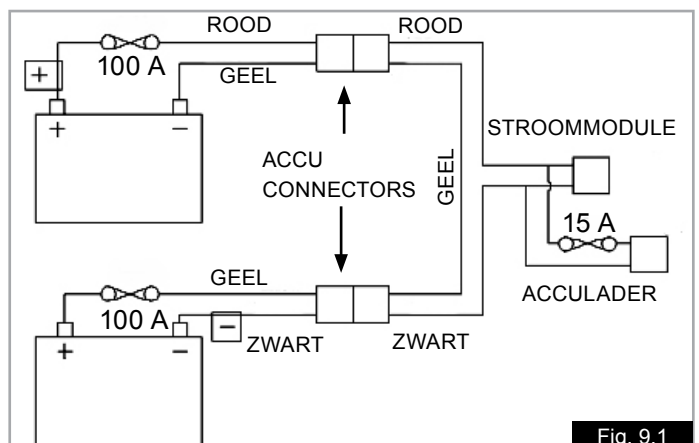 ROOD
ROOD
+
100 A
GEEL
+ −
STROOMMODULE
ACCU
CONNECTORS
GEEL
15 A
GEEL
ACCULADER
100 A
−
ZWART
ZWART
+ −
Fig. 9.1